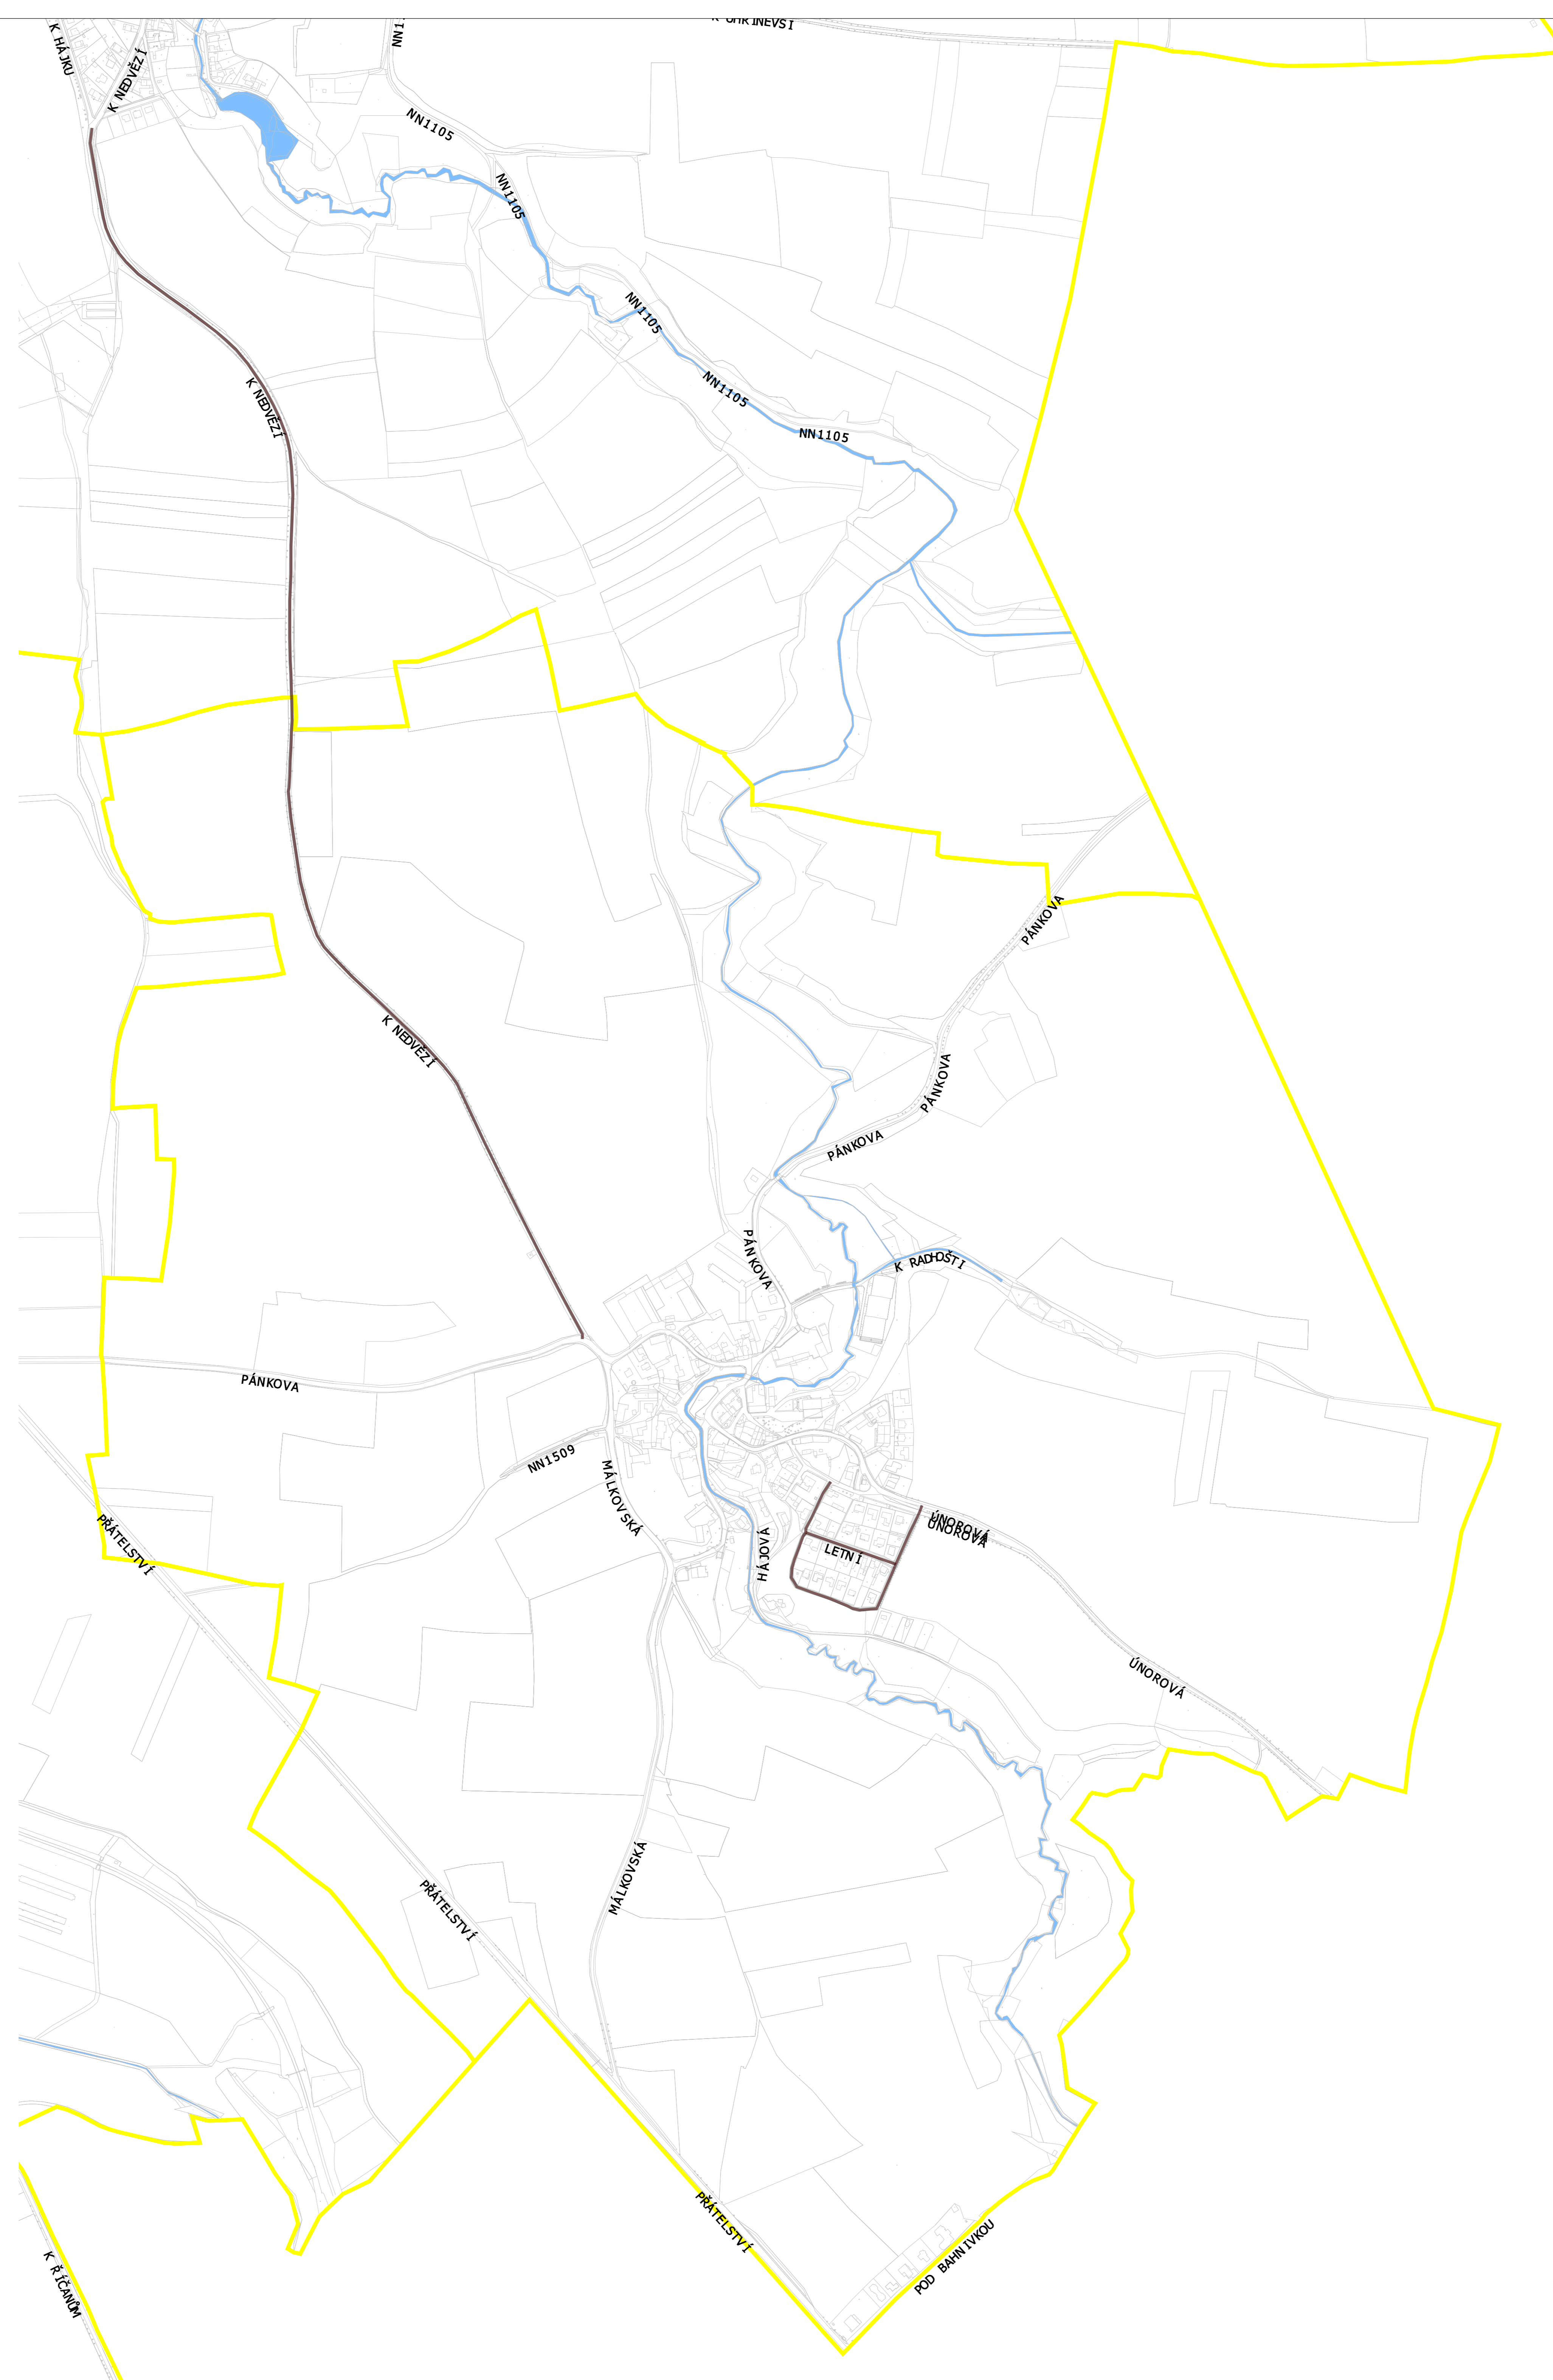 K UHŘINĚVSI
K HÁJKU
K NEDVĚZÍ
NN1105
NN1105
NN1105
NN1105
K NEDVĚZÍ
NN1105
PÁNKOVA
K NEDVĚZÍ
PÁNKOVA
PÁNKOVA
PÁNKOVA
K RADHOŠTI
PÁNKOVA
NN1509
MÁLKOVSKÁ
PŘÁTELSTVÍ
ÚNOROVÁ
ÚNOROVÁ
HÁJOVÁ
LETNÍ
ÚNOROVÁ
MÁLKOVSKÁ
PŘÁTELSTVÍ
PŘÁTELSTVÍ
POD BAHNIVKOU
K ŘÍČANŮM